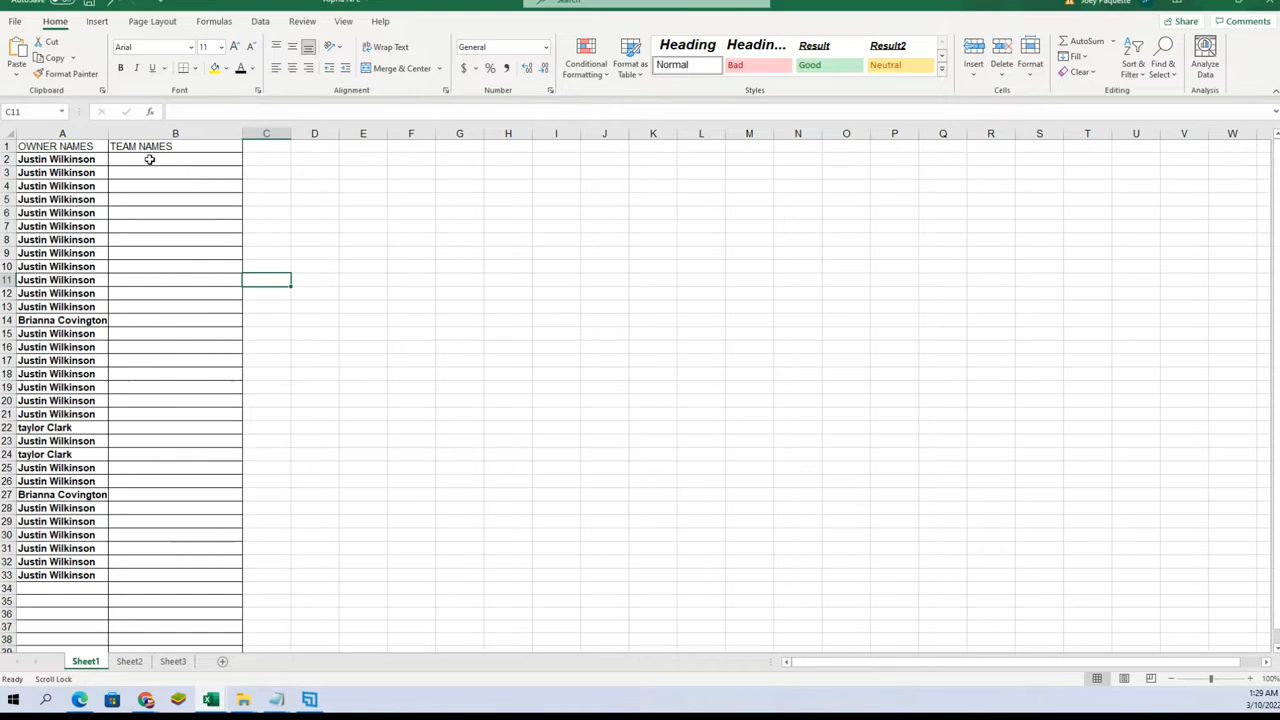 Search
Joey Paquette
File Home Insert Page Layout Formulas Data Review View Help Share Comments
Cut
Copy
Format Painter
Paste
Clipboard
Arial 11
B I U
Font
Wrap Text
Merge & Center
Alignment
General
$ % ,
Number
Conditional Formatting
Format as Table
Heading Headin... Result Result2
Normal Bad Good Neutral
Styles
Insert Delete Format
Cells
AutoSum
Fill
Clear
Sort & Filter
Find & Select
Editing
Analyze Data
Analysis
C11 fx
A B C D E F G H I J K L M N O P Q R S T U V W
1 OWNER NAMES TEAM NAMES
2 Justin Wilkinson
3 Justin Wilkinson
4 Justin Wilkinson
5 Justin Wilkinson
6 Justin Wilkinson
7 Justin Wilkinson
8 Justin Wilkinson
9 Justin Wilkinson
10 Justin Wilkinson
11 Justin Wilkinson
12 Justin Wilkinson
13 Justin Wilkinson
14 Brianna Covington
15 Justin Wilkinson
16 Justin Wilkinson
17 Justin Wilkinson
18 Justin Wilkinson
19 Justin Wilkinson
20 Justin Wilkinson
21 Justin Wilkinson
22 taylor Clark
23 Justin Wilkinson
24 taylor Clark
25 Justin Wilkinson
26 Justin Wilkinson
27 Brianna Covington
28 Justin Wilkinson
29 Justin Wilkinson
30 Justin Wilkinson
31 Justin Wilkinson
32 Justin Wilkinson
33 Justin Wilkinson
34
35
36
37
38
Sheet1 Sheet2 Sheet3
Ready Scroll Lock 100%
1:29 AM